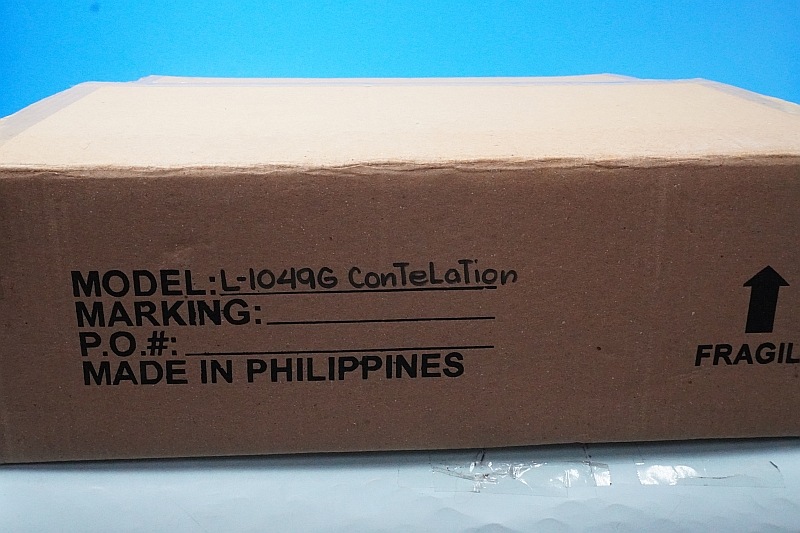 MODEL: L-1049G ConTeLaTion
MARKING:
P.O.#:
MADE IN PHILIPPINES
FRAGIL